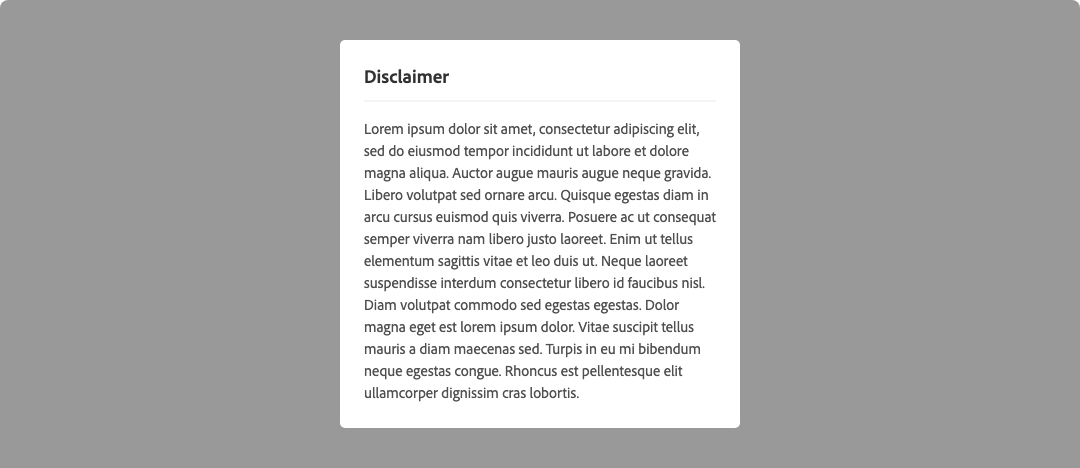 Disclaimer
Lorem ipsum dolor sit amet, consectetur adipiscing elit,
sed do eiusmod tempor incididunt ut labore et dolore
magna aliqua. Auctor augue mauris augue neque gravida.
Libero volutpat sed ornare arcu. Quisque egestas diam in
arcu cursus euismod quis viverra. Posuere ac ut consequat
semper viverra nam libero justo laoreet. Enim ut tellus
elementum sagittis vitae et leo duis ut. Neque laoreet
suspendisse interdum consectetur libero id faucibus nisl.
Diam volutpat commodo sed egestas egestas. Dolor
magna eget est lorem ipsum dolor. Vitae suscipit tellus
mauris a diam maecenas sed. Turpis in eu mi bibendum
neque egestas congue. Rhoncus est pellentesque elit
ullamcorper dignissim cras lobortis.